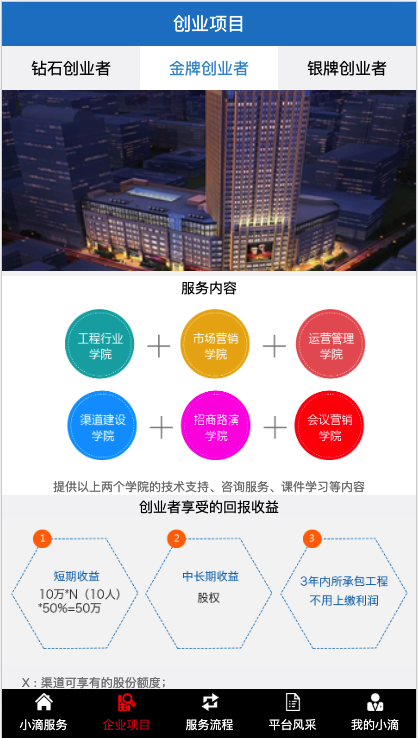 创业项目
钻石创业者
金牌创业者
银牌创业者
服务内容
工程行业
学院
市场营销
学院
运营管理
学院
渠道建设
学院
招商路演
学院
会议营销
学院
提供以上两个学院的技术支持、咨询服务、课件学习等内容
创业者享受的回报收益
1
短期收益
10万*N（10人）
*50%=50万
2
中长期收益
股权
3
3年内所承包工程
不用上缴利润
X：渠道可享有的股份额度；
小滴服务
企业项目
服务流程
平台风采
我的小滴